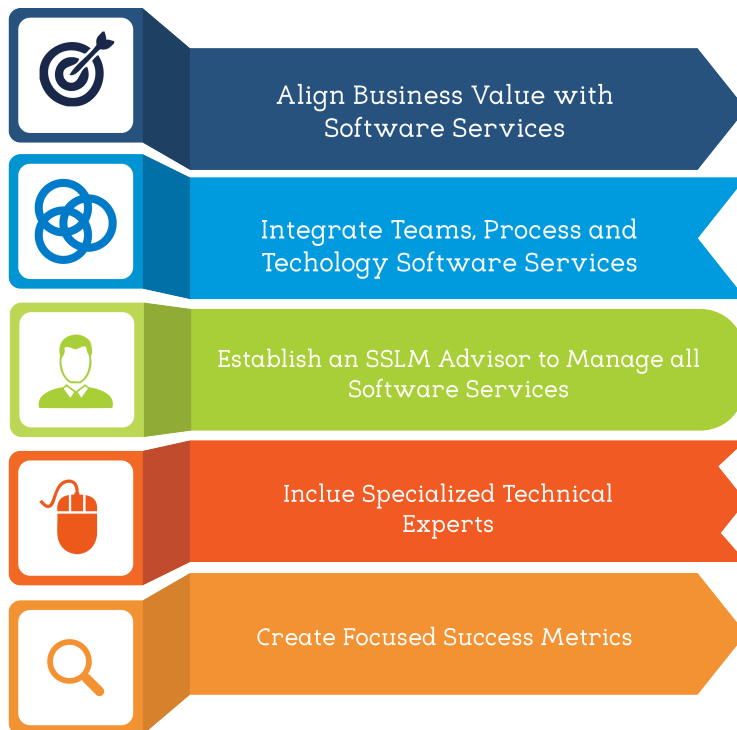 Align Business Value with
Software Services
Integrate Teams, Process and
Techology Software Services
Establish an SSLM Advisor to Manage all
Software Services
Inclue Specialized Technical
Experts
Create Focused Success Metrics